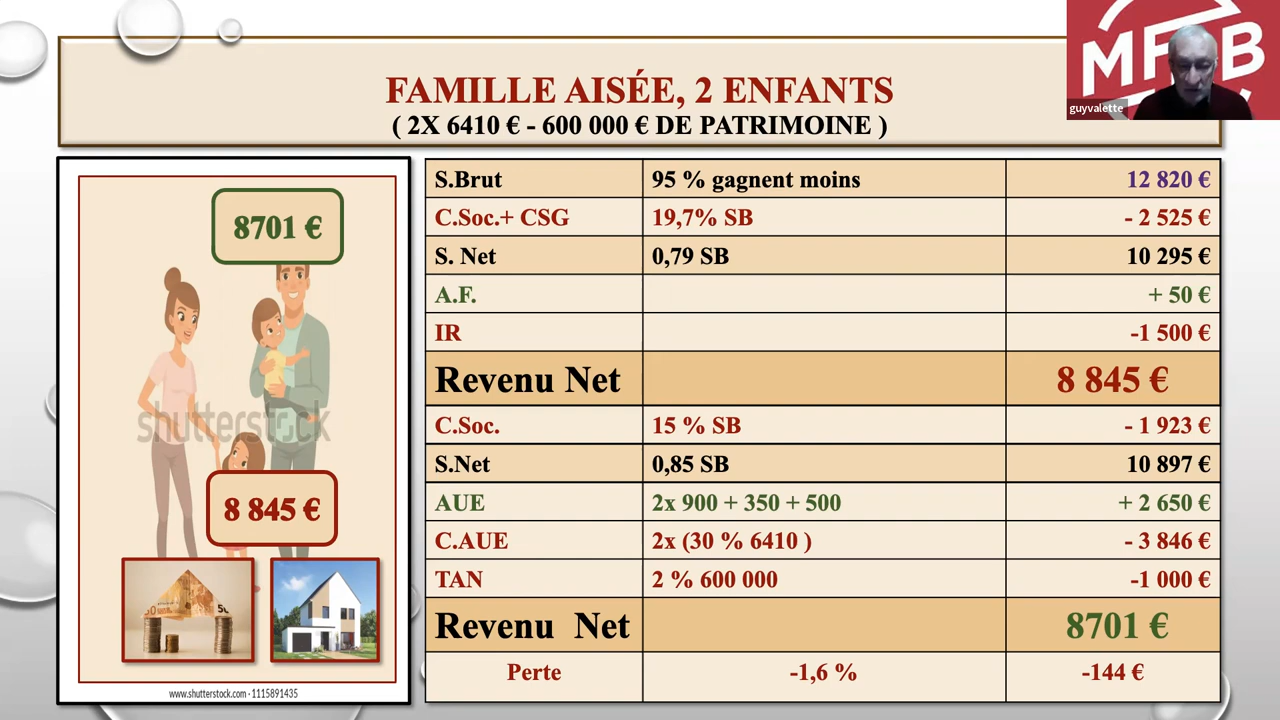 MF B
guyvalette
FAMILLE AISÉE, 2 ENFANTS
( 2X 6410 € - 600 000 € DE PATRIMOINE )
8701 €
shutterstock
8 845 €
www.shutterstock.com · 1115891435
S.Brut 95 % gagnent moins 12 820 €
C.Soc.+ CSG 19,7% SB - 2 525 €
S. Net 0,79 SB 10 295 €
A.F. + 50 €
IR -1 500 €
Revenu Net 8 845 €
C.Soc. 15 % SB - 1 923 €
S.Net 0,85 SB 10 897 €
AUE 2x 900 + 350 + 500 + 2 650 €
C.AUE 2x (30 % 6410 ) - 3 846 €
TAN 2 % 600 000 -1 000 €
Revenu Net 8701 €
Perte -1,6 % -144 €